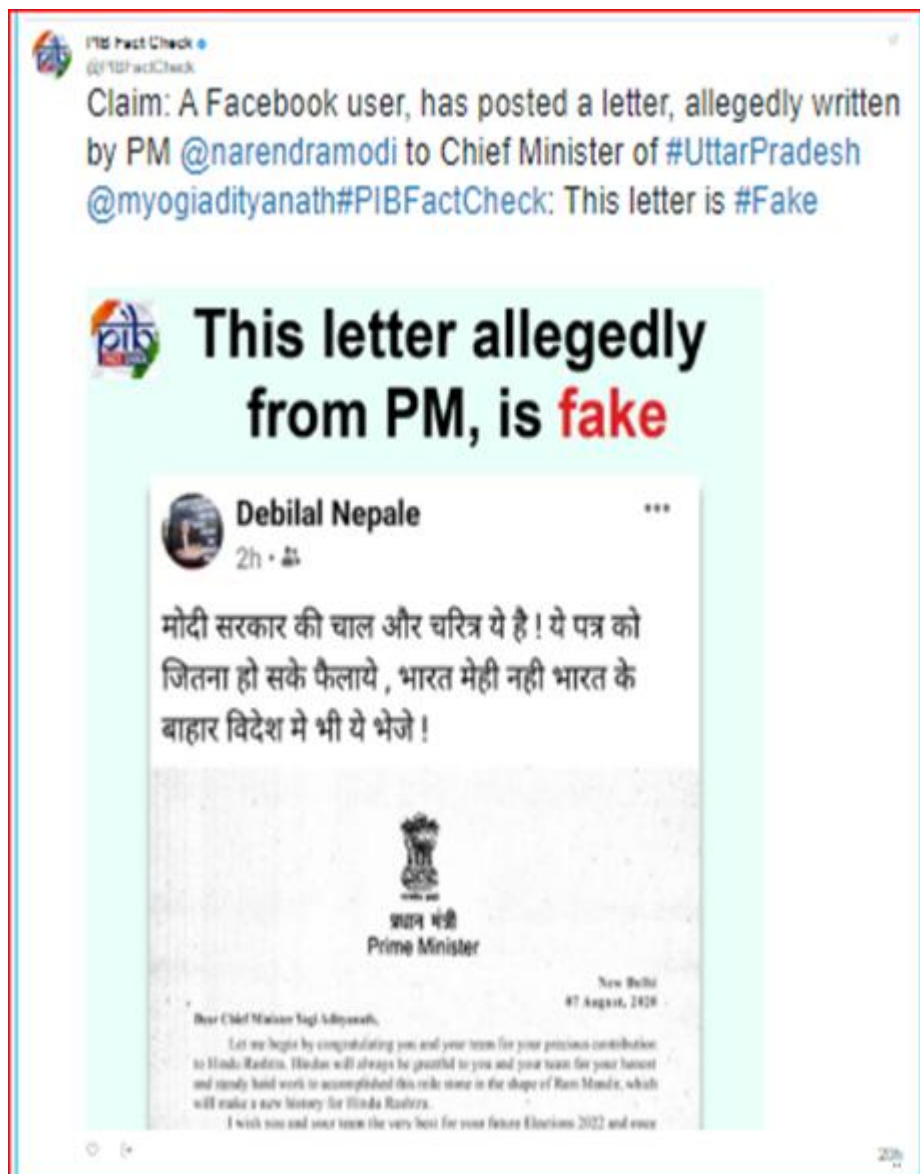 PIB Fact Check
@PIBFactCheck
Claim: A Facebook user, has posted a letter, allegedly written
by PM @narendramodi to Chief Minister of #UttarPradesh
@myogiadityanath#PIBFactCheck: This letter is #Fake
pib
This letter allegedly
from PM, is fake
Debilal Nepale
2h
मोदी सरकार की चाल और चरित्र ये है ! ये पत्र को
जितना हो सके फैलाये , भारत मेही नही भारत के
बाहार विदेश मे भी ये भेजे !
प्रधान मंत्री
Prime Minister
New Delhi
07 August, 2020
Dear Chief Minister Yogi Adityanath,
Let me begin by congratulating you and your team for your precious contribution
to Hindu Rashtra. Hindus will always be grateful to you and your team for your honest
and steady hard work to accomplished this mile stone in the shape of Ram Mandir, which
will make a new history for Hindu Rashtra.
I wish you and your team the very best for your future Elections 2022 and once
20h